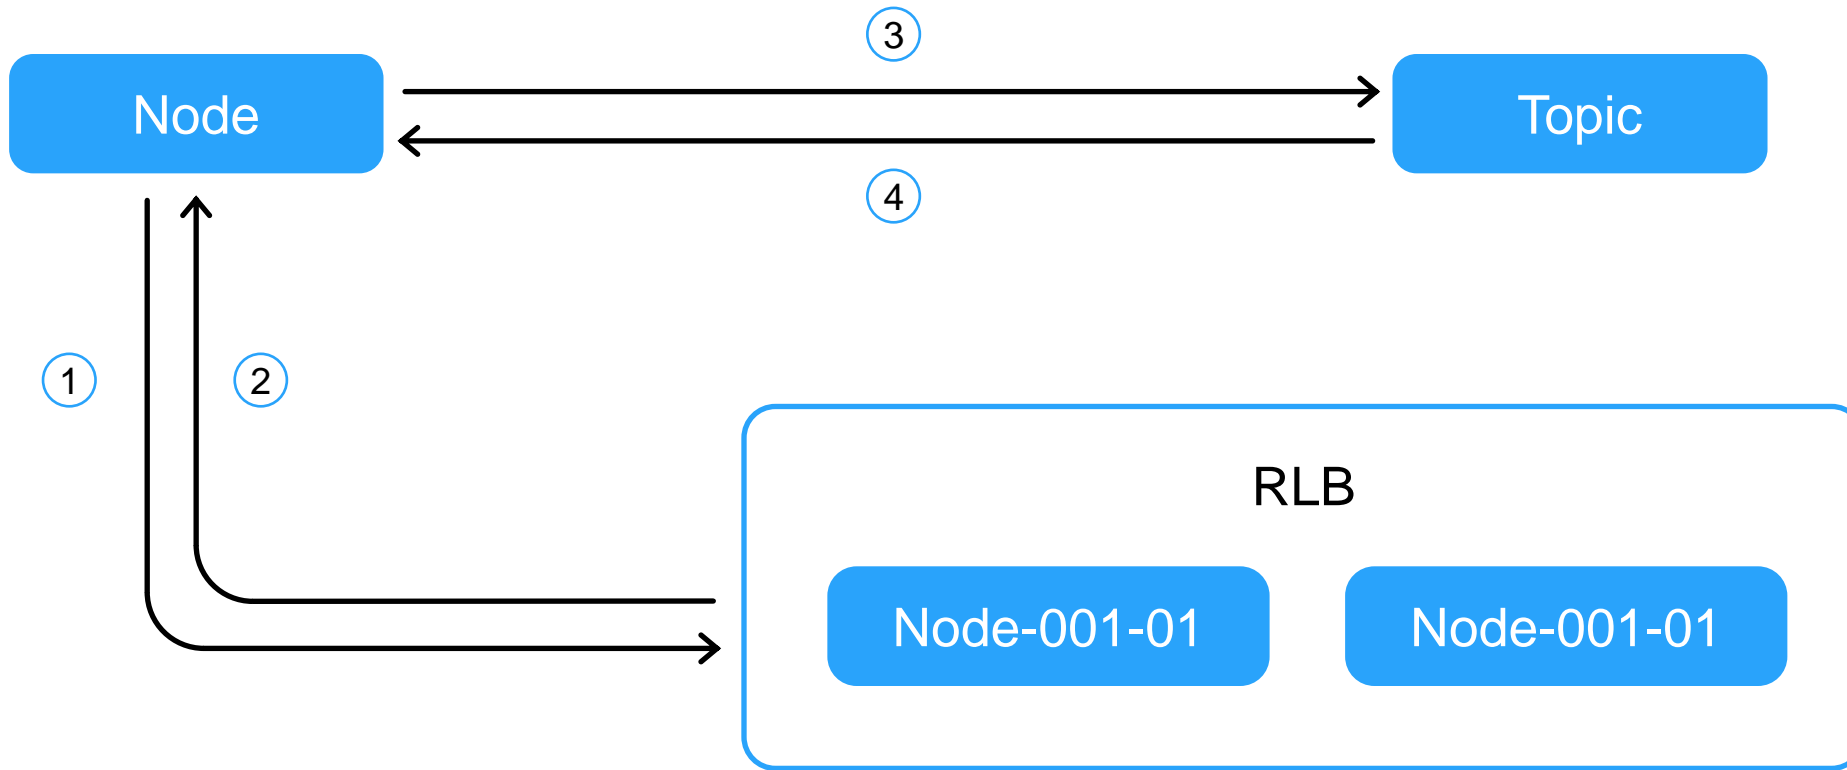 ③
Node
Topic
④
①
②
RLB
Node-001-01
Node-001-01